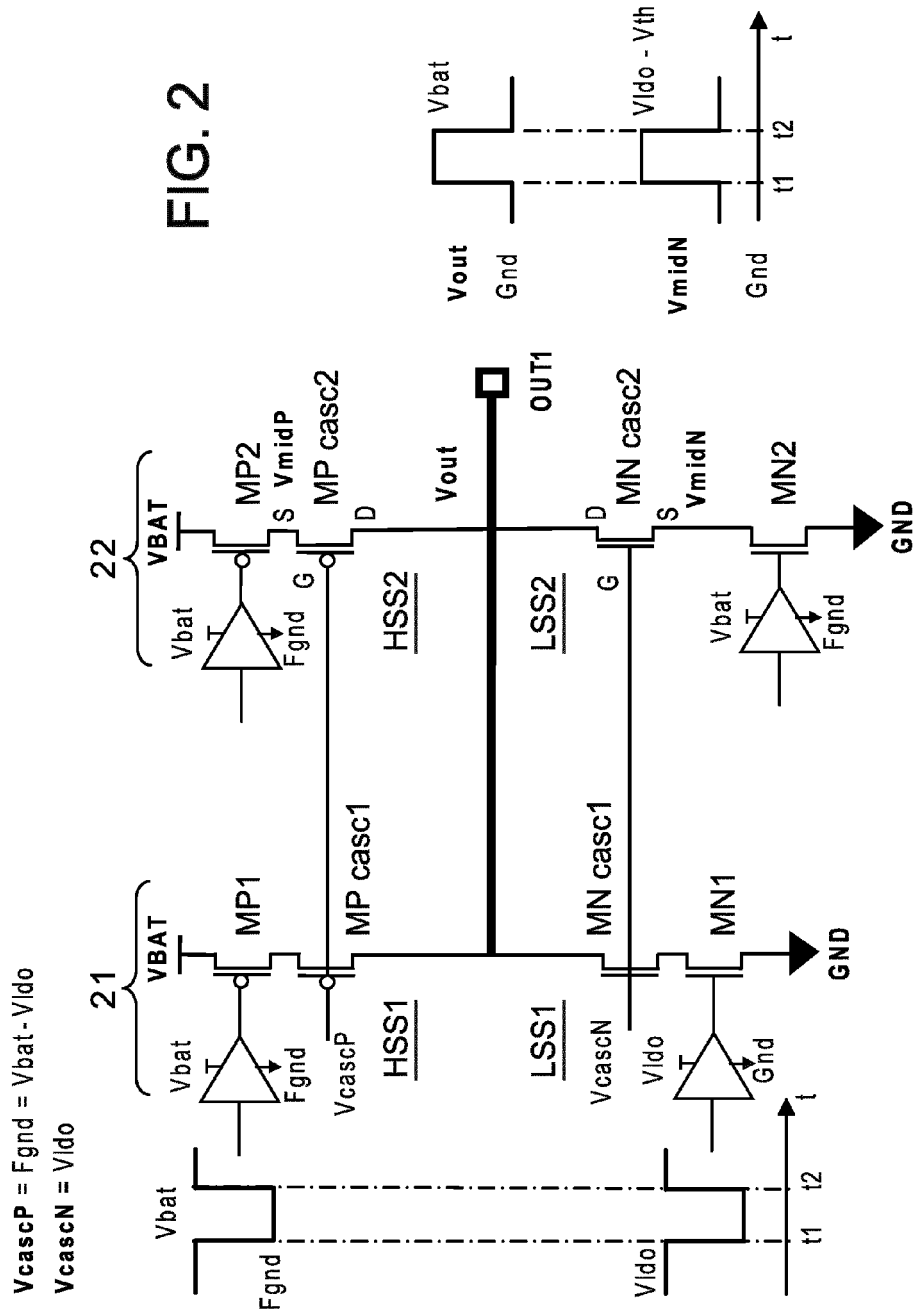 VcascP = Fgnd = Vbat - Vldo
VcascN = Vldo
FIG. 2
21
22
VBAT
VBAT
Vbat
Vbat
Vbat
MP1
MP2
Fgnd
Fgnd
Fgnd
S
VmidP
G
MP casc1
MP casc2
D
VcascP
HSS1
HSS2
Vout
OUT1
LSS1
LSS2
D
MN casc1
MN casc2
G
S
VcascN
VmidN
Vldo
Vldo
Vbat
MN1
MN2
Gnd
Fgnd
GND
GND
t1
t2
t
Vout
Vbat
Gnd
VmidN
Vldo - Vth
Gnd
t1
t2
t